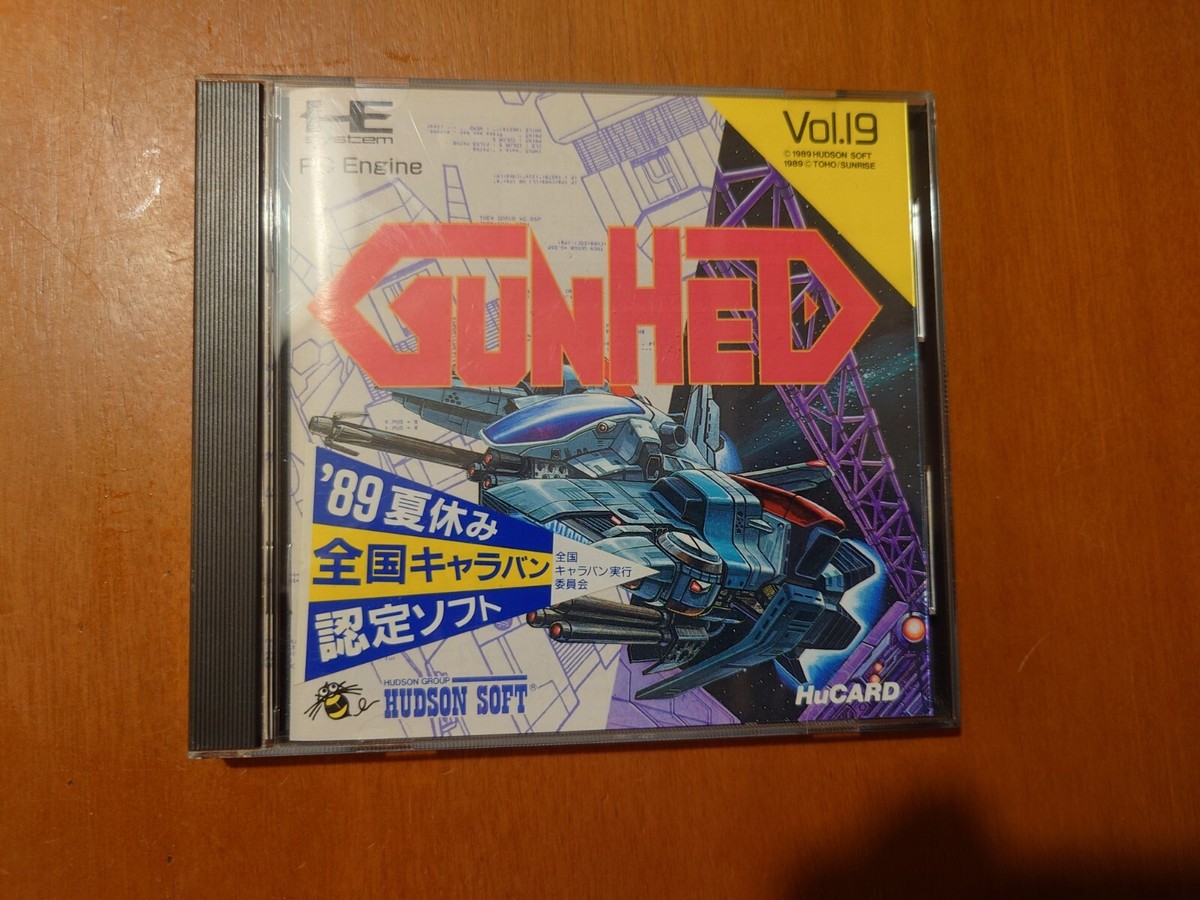 HE
System
PC Engine
Vol.19
© 1989 HUDSON SOFT
1989 © TOHO/SUNRISE
GUNHED
'89 夏休み
全国キャラバン
認定ソフト
全国
キャラバン実行
委員会
HUDSON GROUP
HUDSON SOFT®
HuCARD